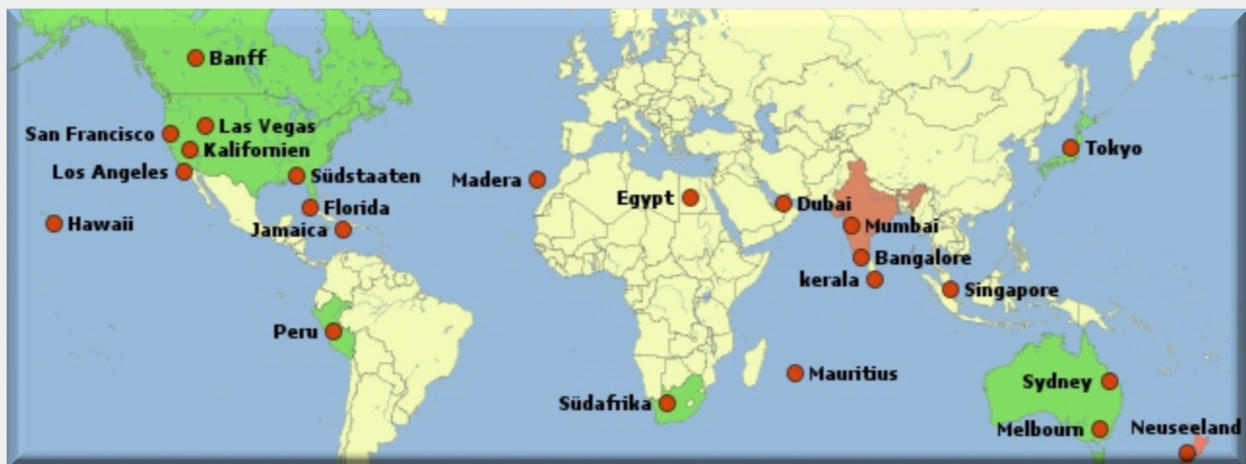 Banff
San Francisco
Las Vegas
Kalifornien
Los Angeles
Südstaaten
Florida
Hawaii
Jamaica
Peru
Madera
Egypt
Dubai
Mumbai
Bangalore
kerala
Singapore
Tokyo
Mauritius
Südafrika
Sydney
Melbourn
Neuseeland